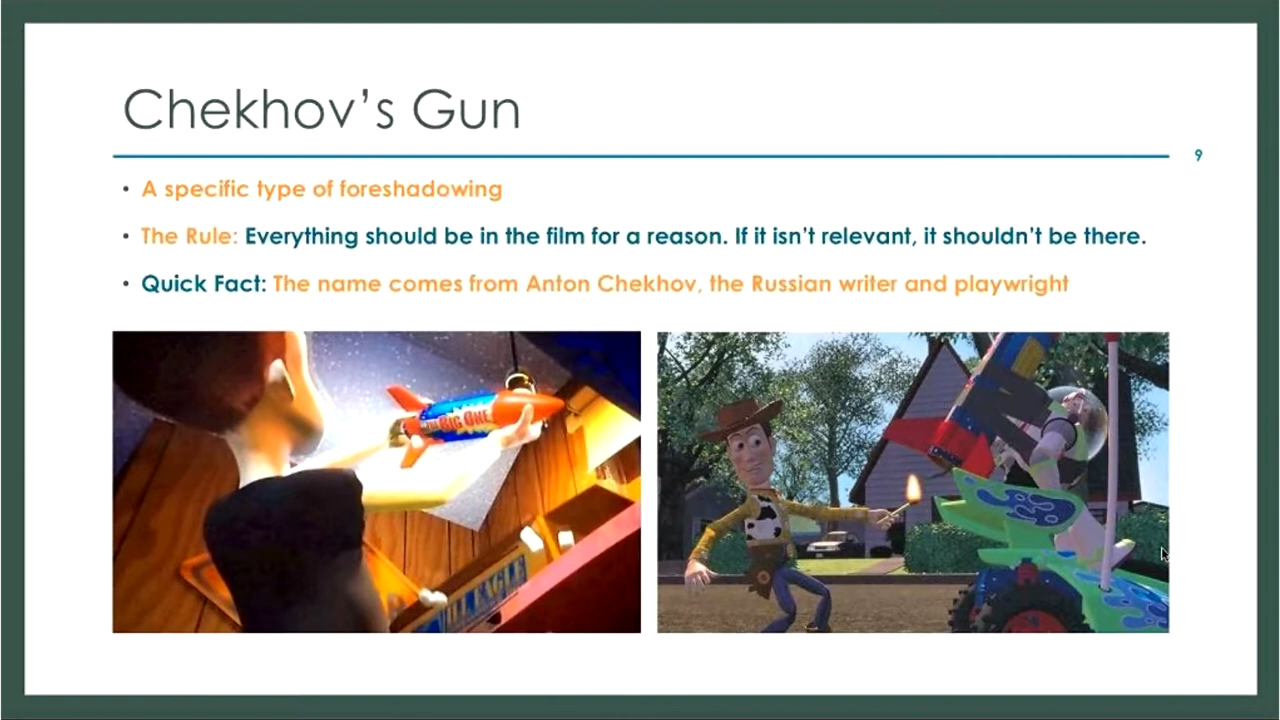 Chekhov's Gun
9
• A specific type of foreshadowing
• The Rule: Everything should be in the film for a reason. If it isn't relevant, it shouldn't be there.
• Quick Fact: The name comes from Anton Chekhov, the Russian writer and playwright
THE BIG ONE